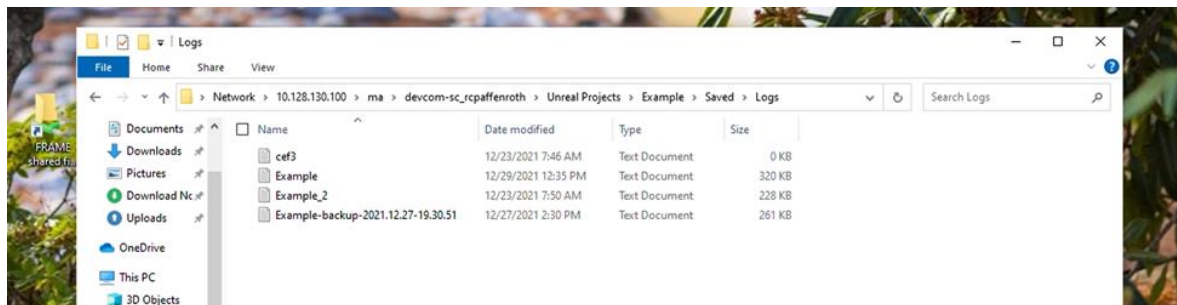 Logs
File Home Share View
Network > 10.128.130.100 > ma > devcom-sc_rcpaffenroth > Unreal Projects > Example > Saved > Logs
Search Logs
FRAME
shared
Documents
Downloads
Pictures
Download
Uploads
OneDrive
This PC
3D Objects
Name Date modified Type Size
cef3 12/23/2021 7:46 AM Text Document 0 KB
Example 12/29/2021 12:35 PM Text Document 320 KB
Example_2 12/23/2021 7:50 AM Text Document 228 KB
Example-backup-2021.12.27-19.30.51 12/27/2021 2:30 PM Text Document 261 KB